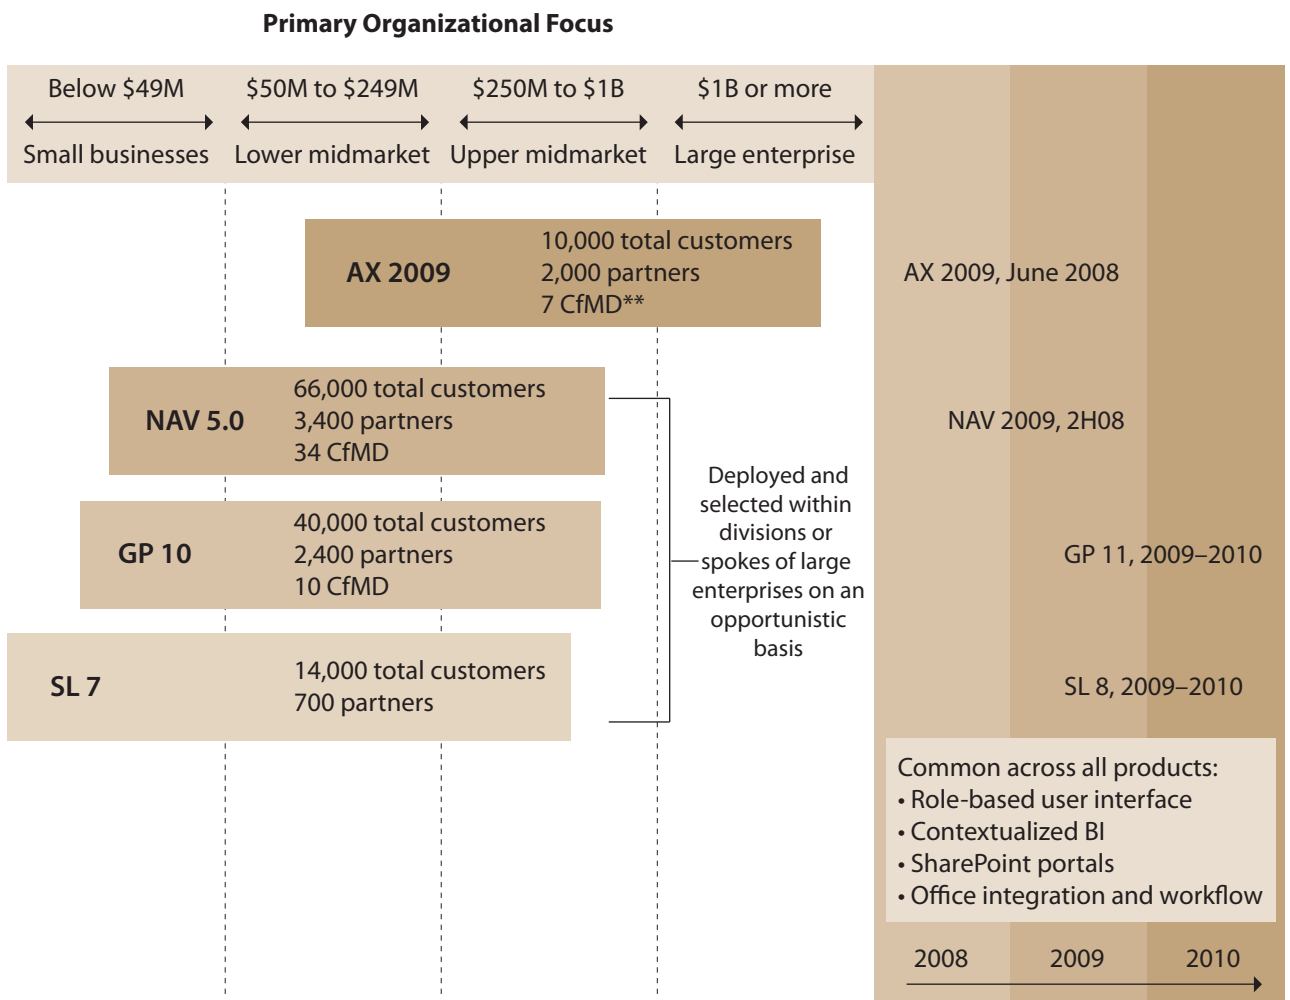 Primary Organizational Focus
Below $49M
$50M to $249M
$250M to $1B
$1B or more
Small businesses
Lower midmarket
Upper midmarket
Large enterprise
AX 2009
10,000 total customers
2,000 partners
7 CfMD**
AX 2009, June 2008
NAV 5.0
66,000 total customers
3,400 partners
34 CfMD
NAV 2009, 2H08
GP 10
40,000 total customers
2,400 partners
10 CfMD
Deployed and
selected within
divisions or
spokes of large
enterprises on an
opportunistic
basis
GP 11, 2009–2010
SL 7
14,000 total customers
700 partners
SL 8, 2009–2010
Common across all products:
• Role-based user interface
• Contextualized BI
• SharePoint portals
• Office integration and workflow
2008
2009
2010